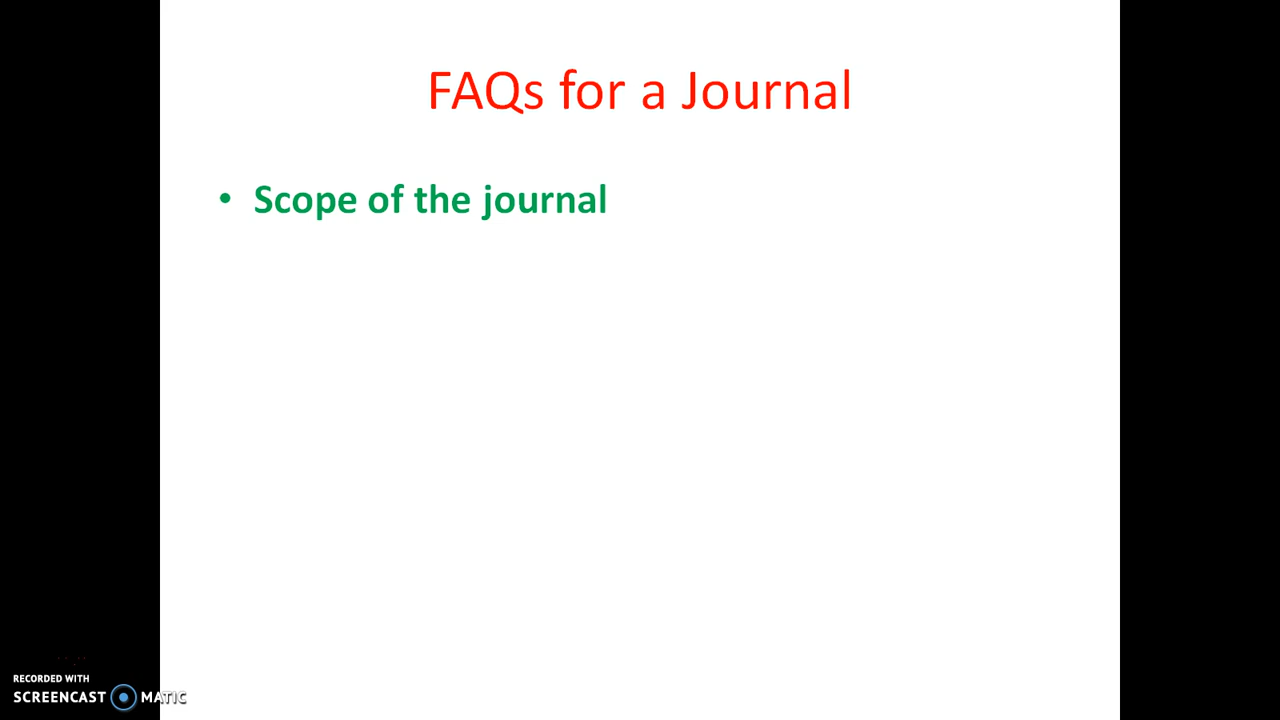 FAQs for a Journal
• Scope of the journal
RECORDED WITH
SCREENCAST MATIC